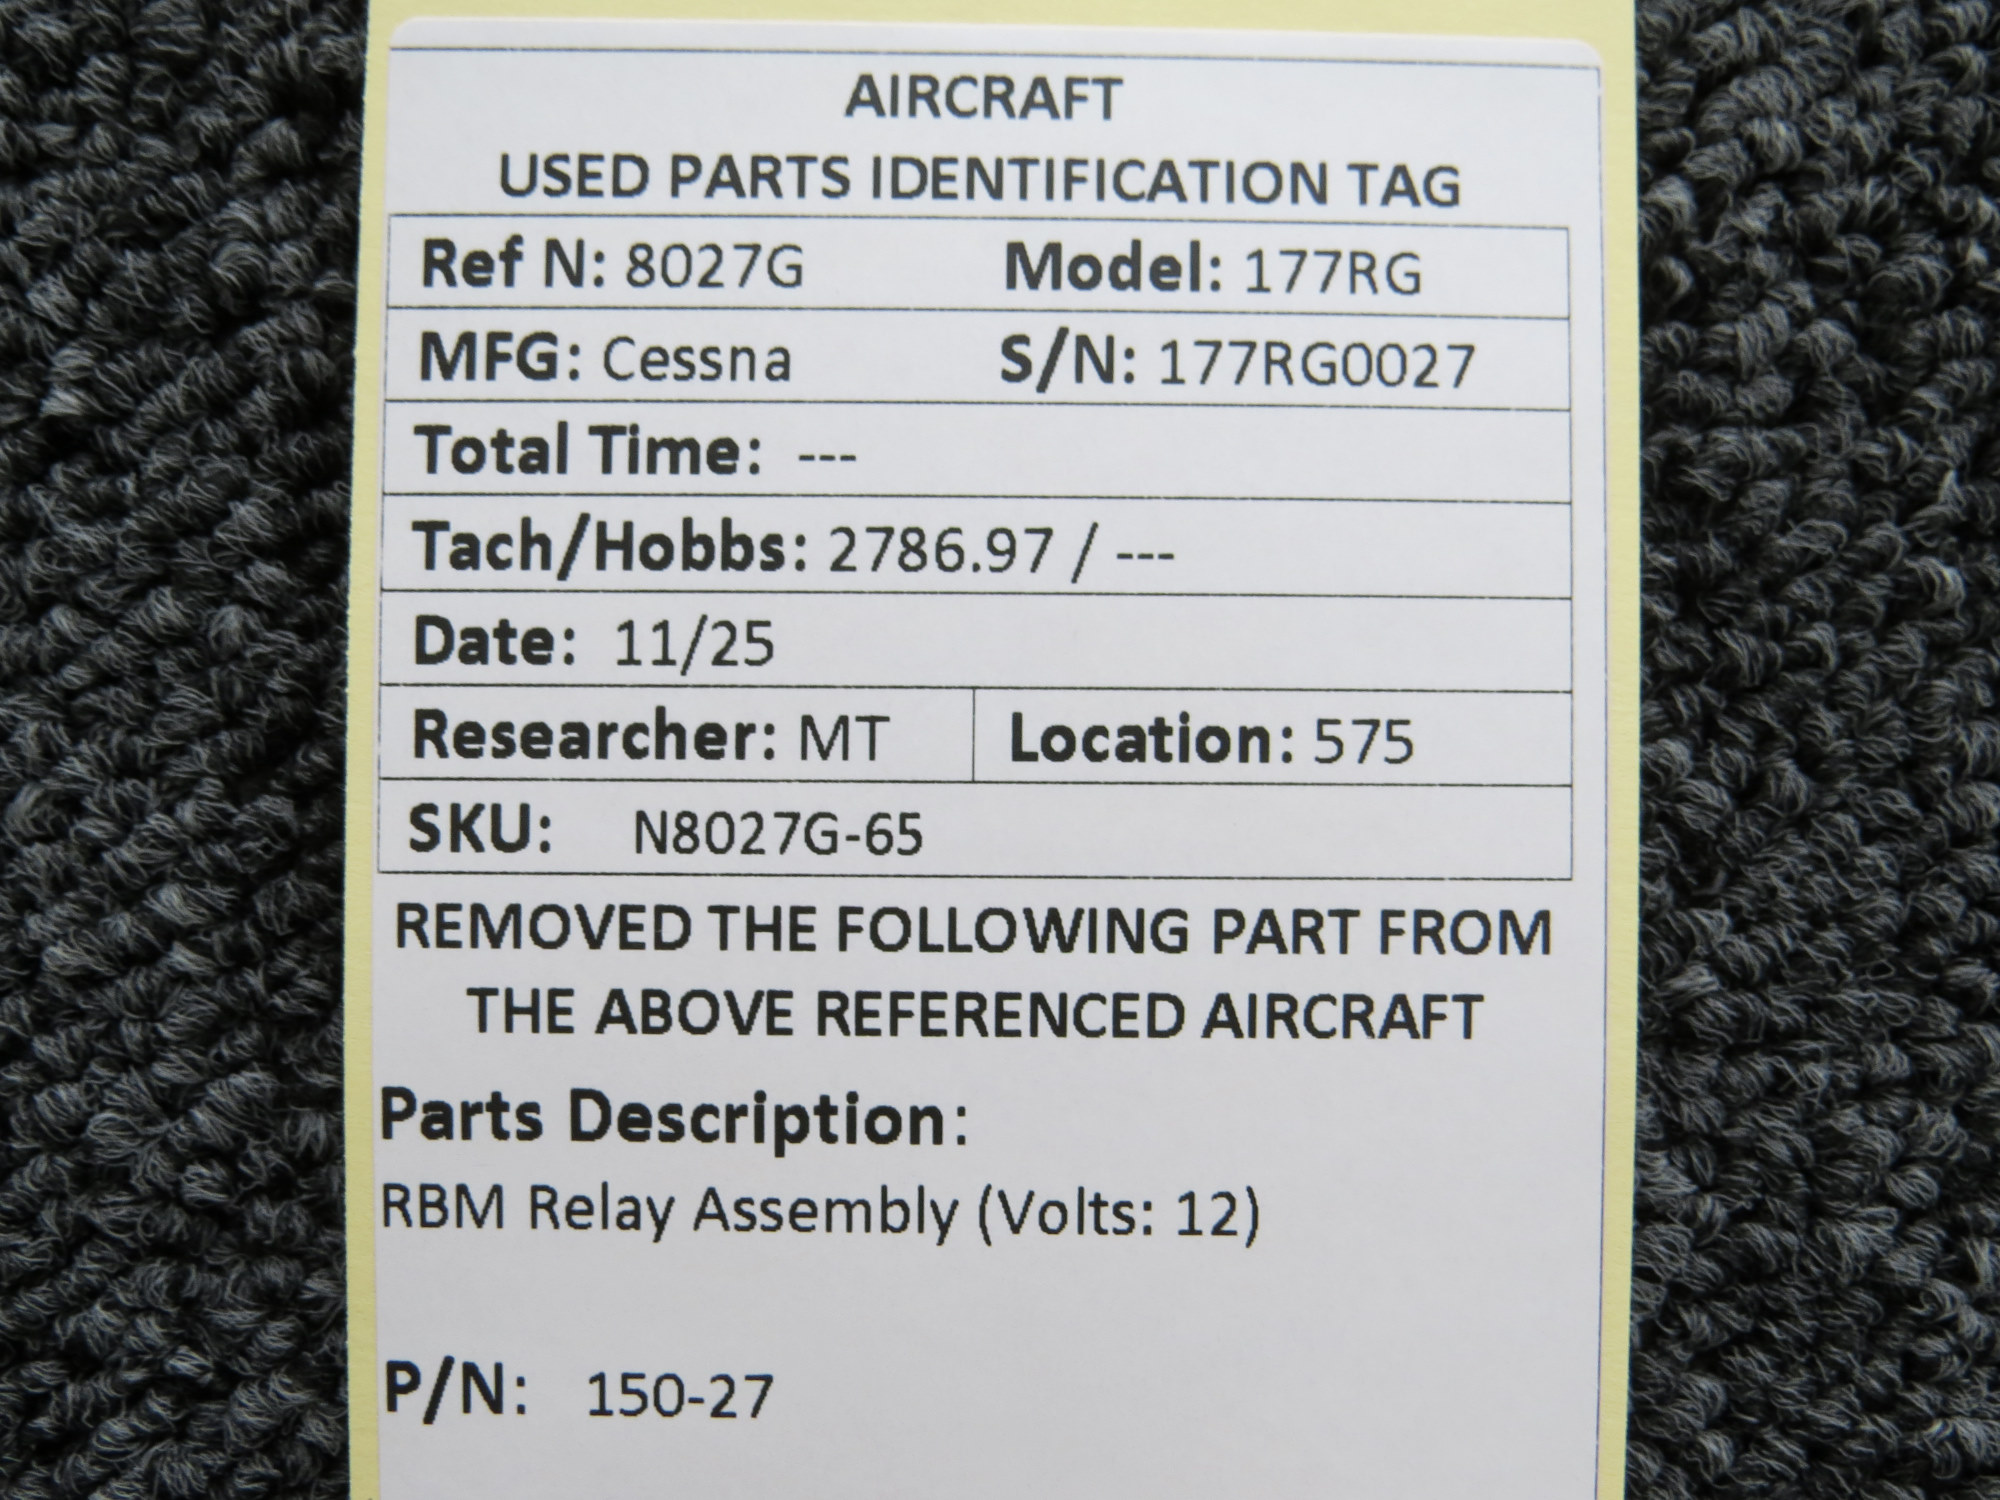 AIRCRAFT
USED PARTS IDENTIFICATION TAG
Ref N: 8027G Model: 177RG
MFG: Cessna S/N: 177RG0027
Total Time: ---
Tach/Hobbs: 2786.97 / ---
Date: 11/25
Researcher: MT Location: 575
SKU: N8027G-65
REMOVED THE FOLLOWING PART FROM
THE ABOVE REFERENCED AIRCRAFT
Parts Description:
RBM Relay Assembly (Volts: 12)
P/N: 150-27